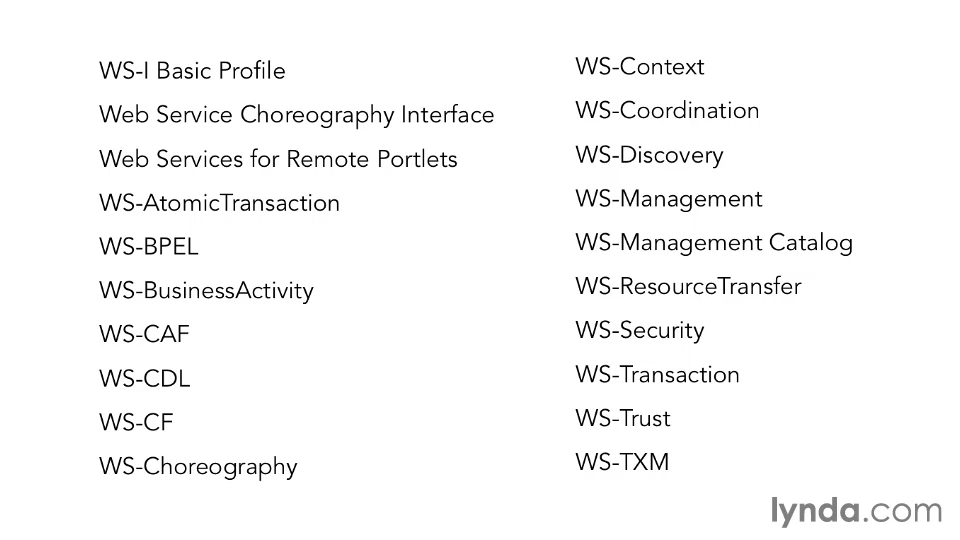 WS-I Basic Profile
Web Service Choreography Interface
Web Services for Remote Portlets
WS-AtomicTransaction
WS-BPEL
WS-BusinessActivity
WS-CAF
WS-CDL
WS-CF
WS-Choreography
WS-Context
WS-Coordination
WS-Discovery
WS-Management
WS-Management Catalog
WS-ResourceTransfer
WS-Security
WS-Transaction
WS-Trust
WS-TXM
lynda.com